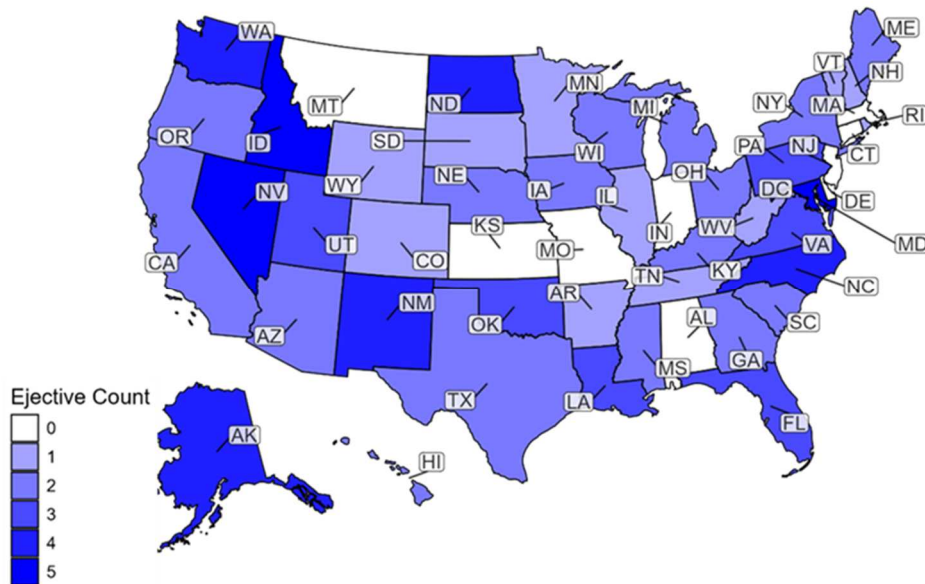 WA
ME
VT
NH
MT
ND
MN
MI
NY
MA
RI
OR
ID
SD
WI
PA
NJ
CT
WY
NE
IA
IL
OH
DC
DE
NV
UT
CO
KS
MO
IN
WV
VA
MD
CA
TN
KY
NC
AZ
NM
OK
AR
AL
SC
TX
LA
MS
GA
FL
AK
HI
Ejective Count
0
1
2
3
4
5